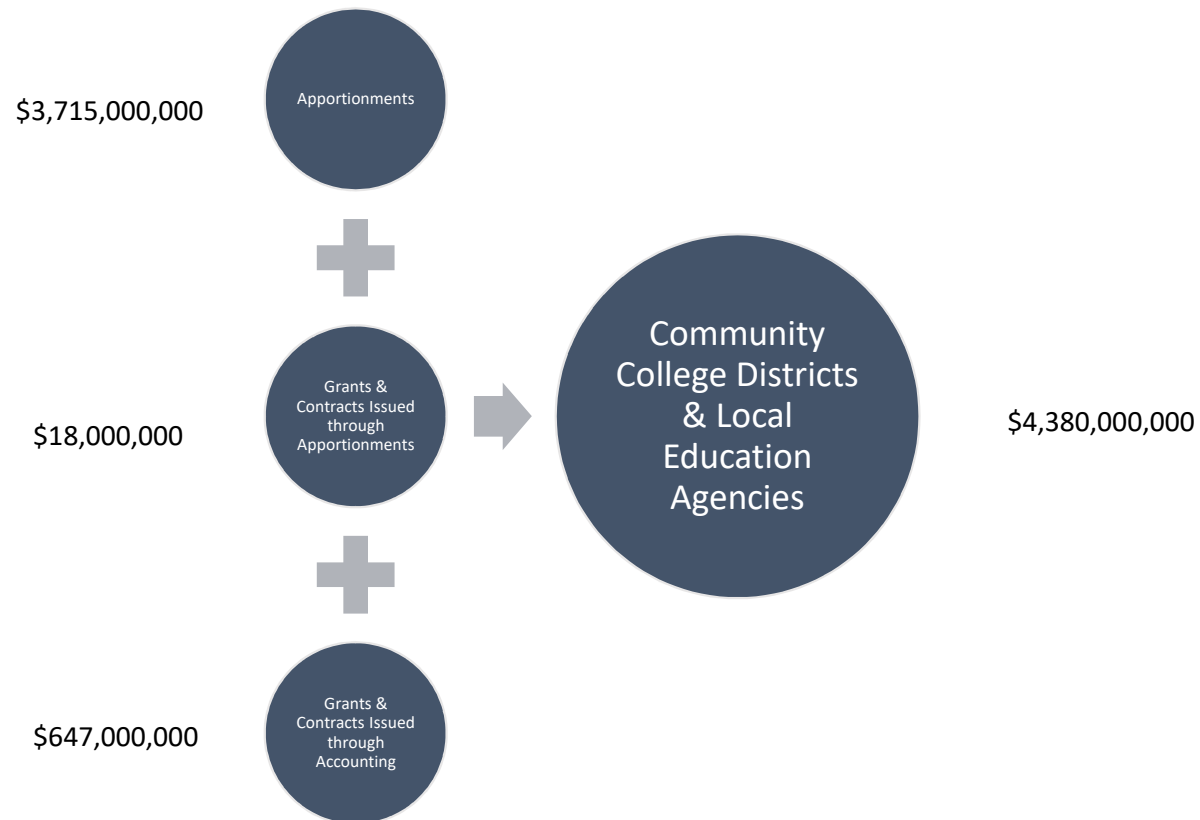 $3,715,000,000
Apportionments
$18,000,000
Grants &
Contracts Issued
through
Apportionments
Community
College Districts
& Local
Education
Agencies
$4,380,000,000
$647,000,000
Grants &
Contracts Issued
through
Accounting